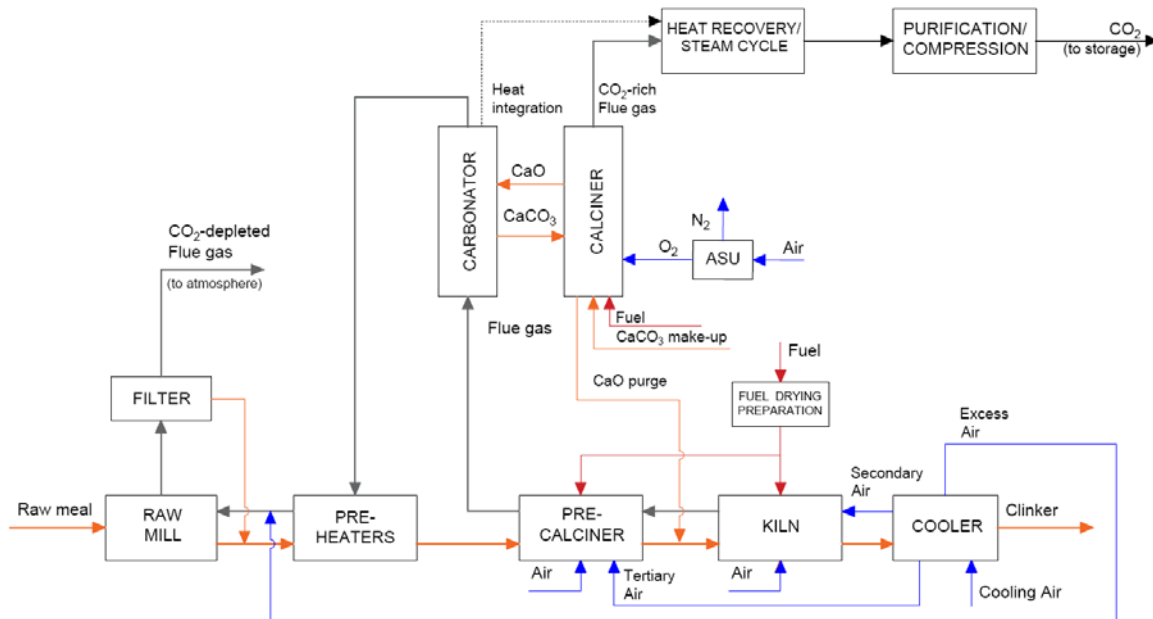 HEAT RECOVERY/
STEAM CYCLE
PURIFICATION/
COMPRESSION
CO₂
(to storage)
Heat
integration
CO₂-rich
Flue gas
CARBONATOR
CALCINER
CaO
CaCO₃
N₂
O₂
ASU
Air
CO₂-depleted
Flue gas
(to atmosphere)
Flue gas
Fuel
CaCO₃ make-up
Fuel
CaO purge
FUEL DRYING
PREPARATION
FILTER
Excess
Air
Secondary
Air
Raw meal
RAW
MILL
PRE-
HEATERS
PRE-
CALCINER
KILN
COOLER
Clinker
Air
Tertiary
Air
Air
Cooling Air